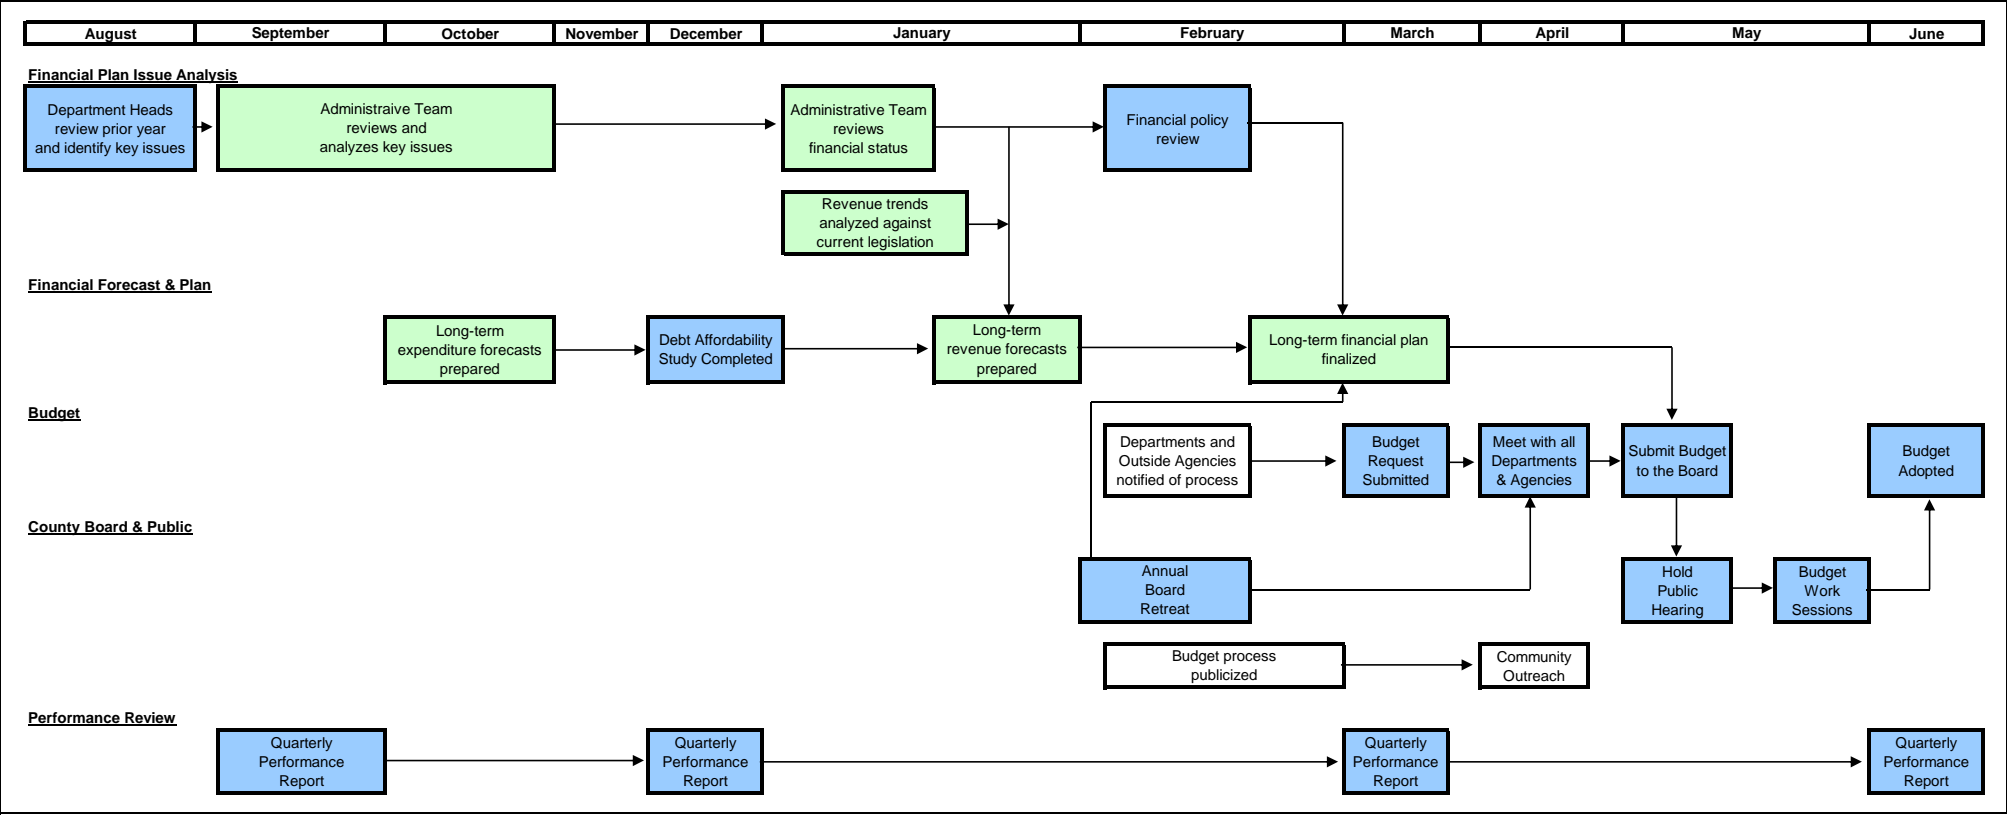 August
September
October
November
December
January
February
March
April
May
June
Financial Plan Issue Analysis
Department Heads
review prior year
and identify key issues
Administraive Team
reviews and
analyzes key issues
Administrative Team
reviews
financial status
Financial policy
review
Revenue trends
analyzed against
current legislation
Financial Forecast & Plan
Long-term
expenditure forecasts
prepared
Debt Affordability
Study Completed
Long-term
revenue forecasts
prepared
Long-term financial plan
finalized
Budget
Departments and
Outside Agencies
notified of process
Budget
Request
Submitted
Meet with all
Departments
& Agencies
Submit Budget
to the Board
Budget
Adopted
County Board & Public
Annual
Board
Retreat
Hold
Public
Hearing
Budget
Work
Sessions
Budget process
publicized
Community
Outreach
Performance Review
Quarterly
Performance
Report
Quarterly
Performance
Report
Quarterly
Performance
Report
Quarterly
Performance
Report